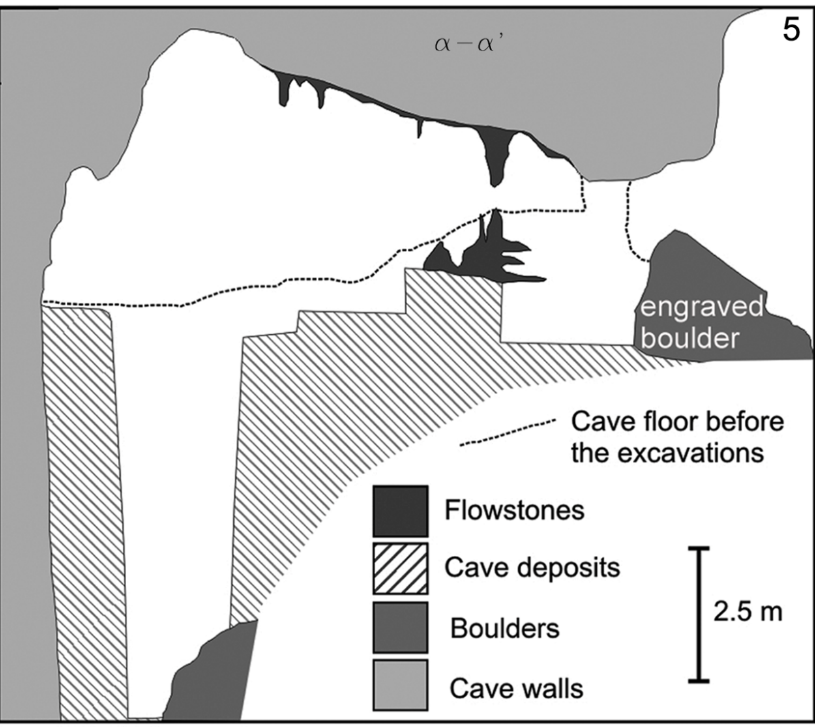 5
α – α’
engraved
boulder
Cave floor before
the excavations
Flowstones
Cave deposits
Boulders
Cave walls
2.5 m